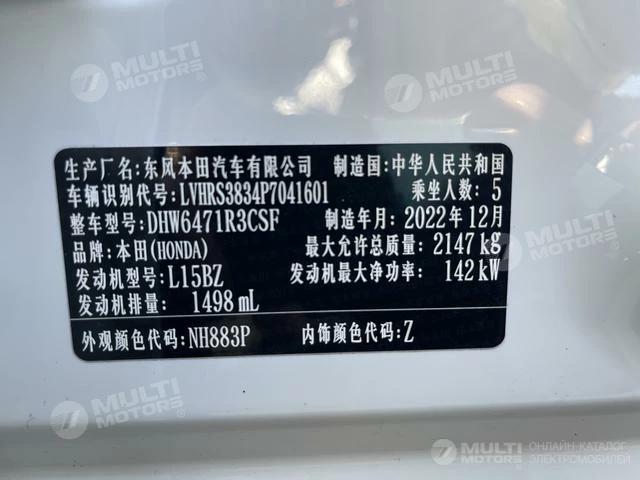 MULTI MOTORS
MULTI MOTORS
生产厂名:东风本田汽车有限公司 制造国:中华人民共和国
车辆识别代号:LVHRS3834P7041601 乘坐人数:5
整车型号:DHW6471R3CSF 制造年月:2022年12月
品牌:本田(HONDA) 最大允许总质量:2147kg
发动机型号:L15BZ 发动机最大净功率:142kW
发动机排量:1498mL
外观颜色代码:NH883P 内饰颜色代码:Z
MULTI MOTORS
MULTI MOTORS
ОНЛАЙН-КАТАЛОГ
ЭЛЕКТРОМОБИЛЕЙ